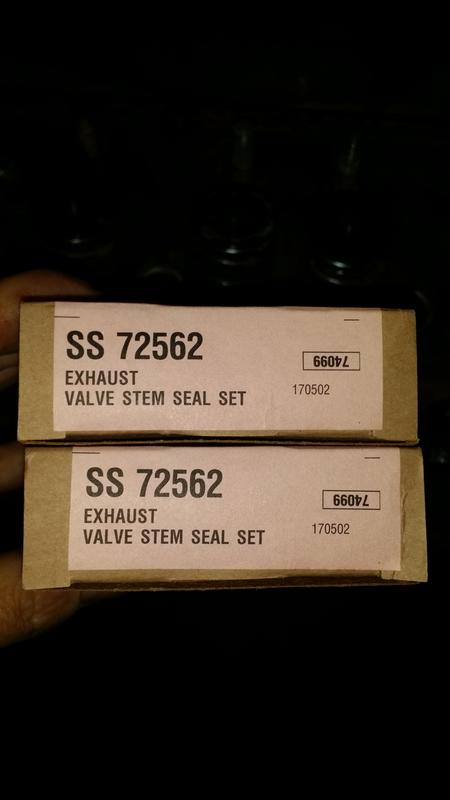 SS 72562
74099
EXHAUST
170502
VALVE STEM SEAL SET
SS 72562
74099
EXHAUST
170502
VALVE STEM SEAL SET